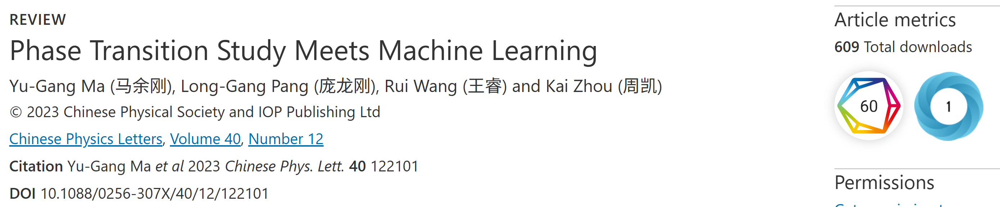 REVIEW
Phase Transition Study Meets Machine Learning
Yu-Gang Ma (马余刚), Long-Gang Pang (庞龙刚), Rui Wang (王睿) and Kai Zhou (周凯)
© 2023 Chinese Physical Society and IOP Publishing Ltd
Chinese Physics Letters, Volume 40, Number 12
Citation Yu-Gang Ma et al 2023 Chinese Phys. Lett. 40 122101
DOI 10.1088/0256-307X/40/12/122101
Article metrics
609 Total downloads
60
1
Permissions